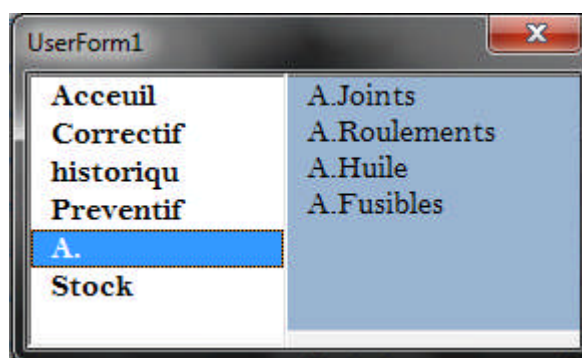 UserForm1
Acceuil
Correctif
historiqu
Preventif
A.
Stock
A.Joints
A.Roulements
A.Huile
A.Fusibles